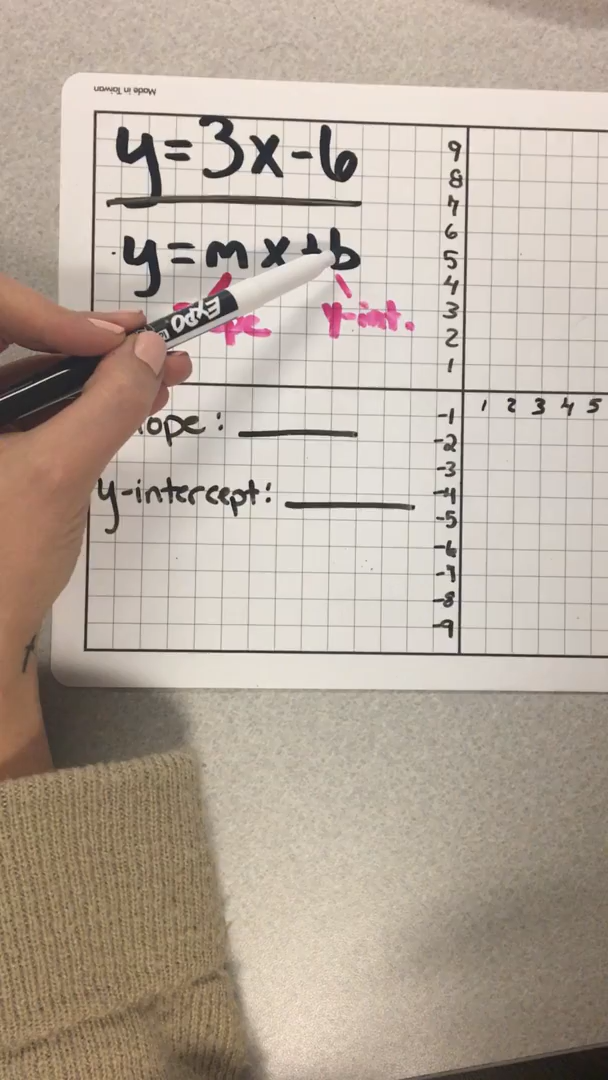 Made in Taiwan
y=3x-6
y=mx+b
y-int.
EXPO
:
y-intercept:
9
8
7
6
5
4
3
2
1
1 2 3 4 5
-1
-2
-3
-4
-5
-6
-7
-8
-9